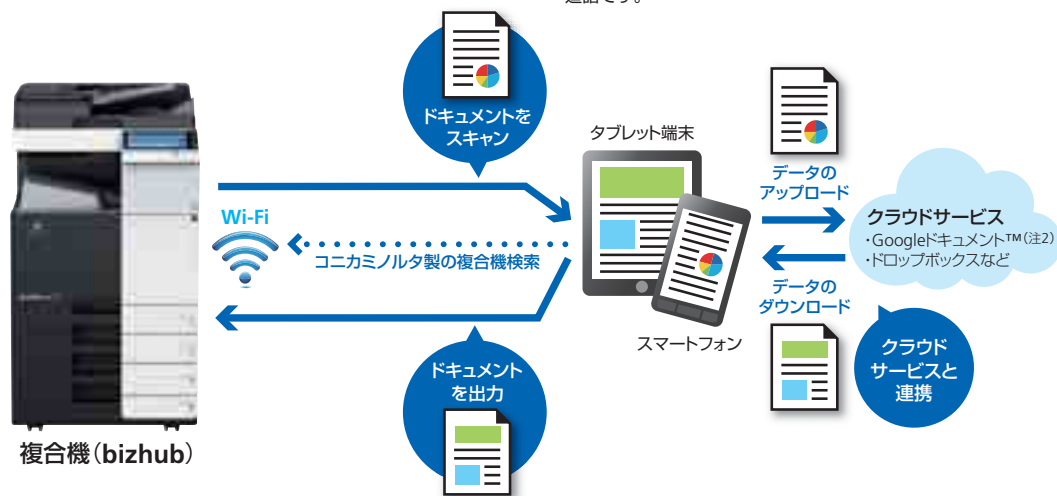 ドキュメントを
スキャン
タブレット端末
データの
アップロード
Wi-Fi
コニカミノルタ製の複合機検索
クラウドサービス
・Googleドキュメント™(注2)
・ドロップボックスなど
データの
ダウンロード
スマートフォン
クラウド
サービスと
連携
ドキュメント
を出力
複合機(bizhub)